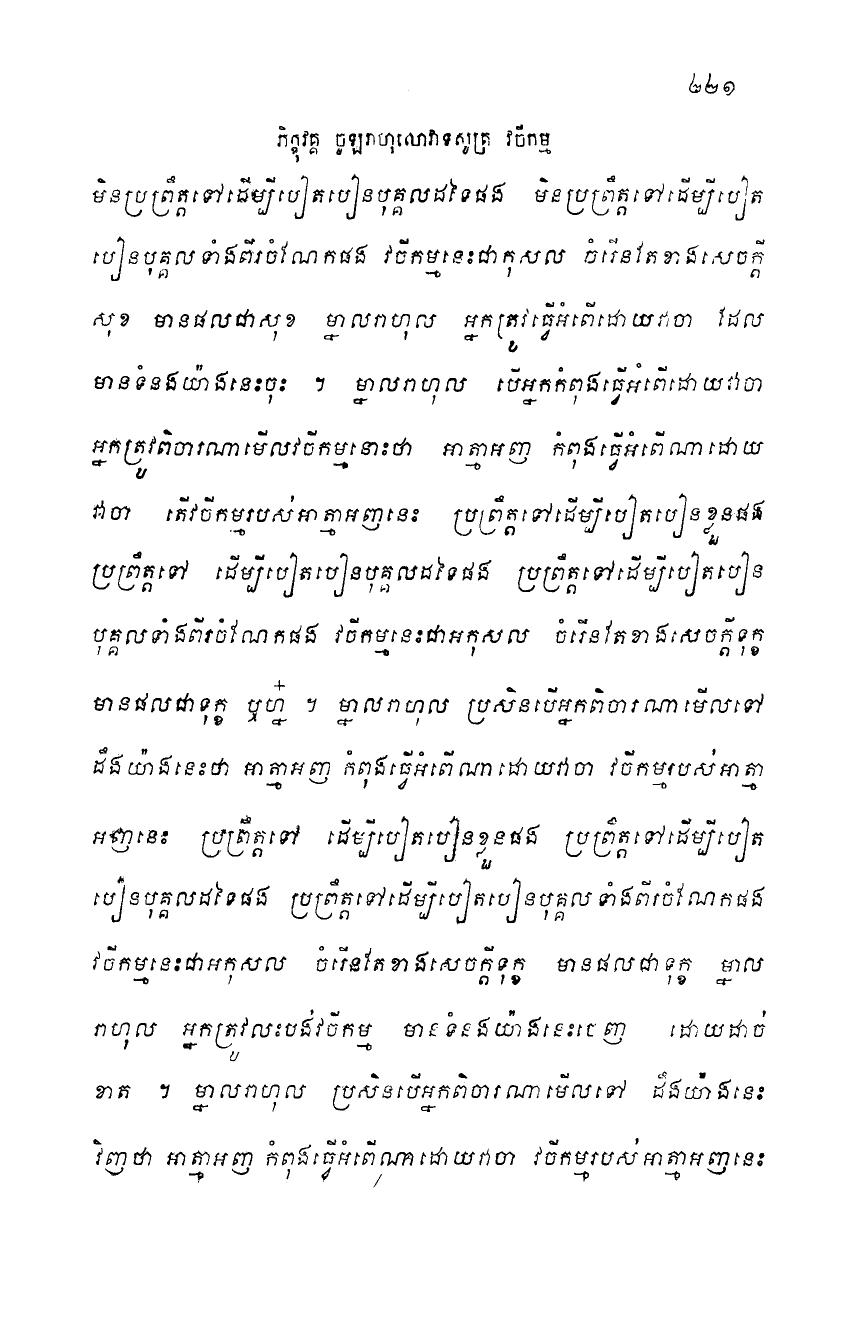 ៤២១
ភិក្ខុវគ្គ ចូឡរាហុលោវាទសូត្រ វចីកម្ម
មិនប្រព្រឹត្តទៅដើម្បីបៀតបៀនបុគ្គលដទៃផង មិនប្រព្រឹត្តទៅដើម្បីបៀត
បៀនបុគ្គលទាំងពីរចំណែកផង វចីកម្មនេះជាកុសល ចំរើនតែខាងសេចក្តី
សុខ មានផលជាសុខ ម្នាលរាហុល អ្នកត្រូវធ្វើអំពើដោយវាចា ដែល
មានទំនងយ៉ាងនេះចុះ ។ ម្នាលរាហុល បើអ្នកកំពុងធ្វើអំពើដោយវាចា
អ្នកត្រូវពិចារណាមើលវចីកម្មនោះថា អាត្មាអញ កំពុងធ្វើអំពើណាដោយ
វាចា តើវចីកម្មរបស់អាត្មាអញនេះ ប្រព្រឹត្តទៅដើម្បីបៀតបៀនខ្លួនផង
ប្រព្រឹត្តទៅ ដើម្បីបៀតបៀនបុគ្គលដទៃផង ប្រព្រឹត្តទៅដើម្បីបៀតបៀន
បុគ្គលទាំងពីរចំណែកផង វចីកម្មនេះជាអកុសល ចំរើនតែខាងសេចក្តីទុក្ខ
មានផលជាទុក្ខ ឬហ្ន៎ ។ ម្នាលរាហុល ប្រសិនបើអ្នកពិចារណាមើលទៅ
ដឹងយ៉ាងនេះថា អាត្មាអញ កំពុងធ្វើអំពើណាដោយវាចា វចីកម្មរបស់អាត្មា
អញនេះ ប្រព្រឹត្តទៅ ដើម្បីបៀតបៀនខ្លួនផង ប្រព្រឹត្តទៅដើម្បីបៀត
បៀនបុគ្គលដទៃផង ប្រព្រឹត្តទៅដើម្បីបៀតបៀនបុគ្គលទាំងពីរចំណែកផង
វចីកម្មនេះជាអកុសល ចំរើនតែខាងសេចក្តីទុក្ខ មានផលជាទុក្ខ ម្នាល
រាហុល អ្នកត្រូវលះបង់វចីកម្ម មានទំនងយ៉ាងនេះចេញ ដោយដាច់
ខាត ។ ម្នាលរាហុល ប្រសិនបើអ្នកពិចារណាមើលទៅ ដឹងយ៉ាងនេះ
វិញថា អាត្មាអញ កំពុងធ្វើអំពើណាដោយវាចា វចីកម្មរបស់អាត្មាអញនេះ